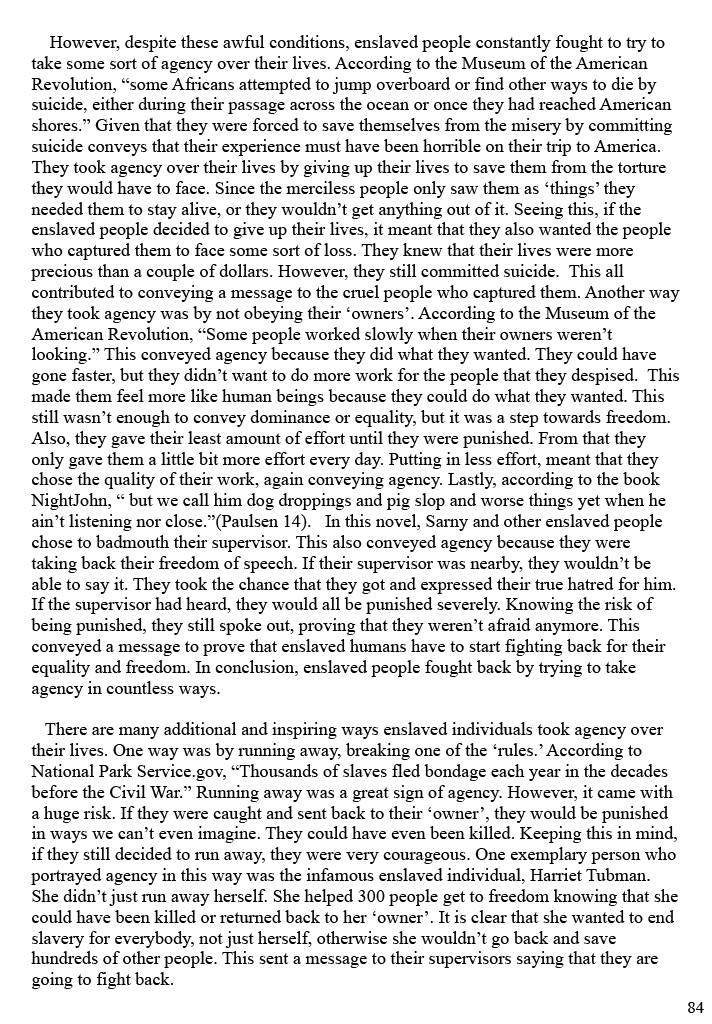 However, despite these awful conditions, enslaved people constantly fought to try to
take some sort of agency over their lives. According to the Museum of the American
Revolution, “some Africans attempted to jump overboard or find other ways to die by
suicide, either during their passage across the ocean or once they had reached American
shores.” Given that they were forced to save themselves from the misery by committing
suicide conveys that their experience must have been horrible on their trip to America.
They took agency over their lives by giving up their lives to save them from the torture
they would have to face. Since the merciless people only saw them as ‘things’ they
needed them to stay alive, or they wouldn’t get anything out of it. Seeing this, if the
enslaved people decided to give up their lives, it meant that they also wanted the people
who captured them to face some sort of loss. They knew that their lives were more
precious than a couple of dollars. However, they still committed suicide.  This all
contributed to conveying a message to the cruel people who captured them. Another way
they took agency was by not obeying their ‘owners’. According to the Museum of the
American Revolution, “Some people worked slowly when their owners weren’t
looking.” This conveyed agency because they did what they wanted. They could have
gone faster, but they didn’t want to do more work for the people that they despised.  This
made them feel more like human beings because they could do what they wanted. This
still wasn’t enough to convey dominance or equality, but it was a step towards freedom.
Also, they gave their least amount of effort until they were punished. From that they
only gave them a little bit more effort every day. Putting in less effort, meant that they
chose the quality of their work, again conveying agency. Lastly, according to the book
NightJohn, “ but we call him dog droppings and pig slop and worse things yet when he
ain’t listening nor close.”(Paulsen 14).   In this novel, Sarny and other enslaved people
chose to badmouth their supervisor. This also conveyed agency because they were
taking back their freedom of speech. If their supervisor was nearby, they wouldn’t be
able to say it. They took the chance that they got and expressed their true hatred for him.
If the supervisor had heard, they would all be punished severely. Knowing the risk of
being punished, they still spoke out, proving that they weren’t afraid anymore. This
conveyed a message to prove that enslaved humans have to start fighting back for their
equality and freedom. In conclusion, enslaved people fought back by trying to take
agency in countless ways.

There are many additional and inspiring ways enslaved individuals took agency over
their lives. One way was by running away, breaking one of the ‘rules.’ According to
National Park Service.gov, “Thousands of slaves fled bondage each year in the decades
before the Civil War.” Running away was a great sign of agency. However, it came with
a huge risk. If they were caught and sent back to their ‘owner’, they would be punished
in ways we can’t even imagine. They could have even been killed. Keeping this in mind,
if they still decided to run away, they were very courageous. One exemplary person who
portrayed agency in this way was the infamous enslaved individual, Harriet Tubman.
She didn’t just run away herself. She helped 300 people get to freedom knowing that she
could have been killed or returned back to her ‘owner’. It is clear that she wanted to end
slavery for everybody, not just herself, otherwise she wouldn’t go back and save
hundreds of other people. This sent a message to their supervisors saying that they are
going to fight back.
84